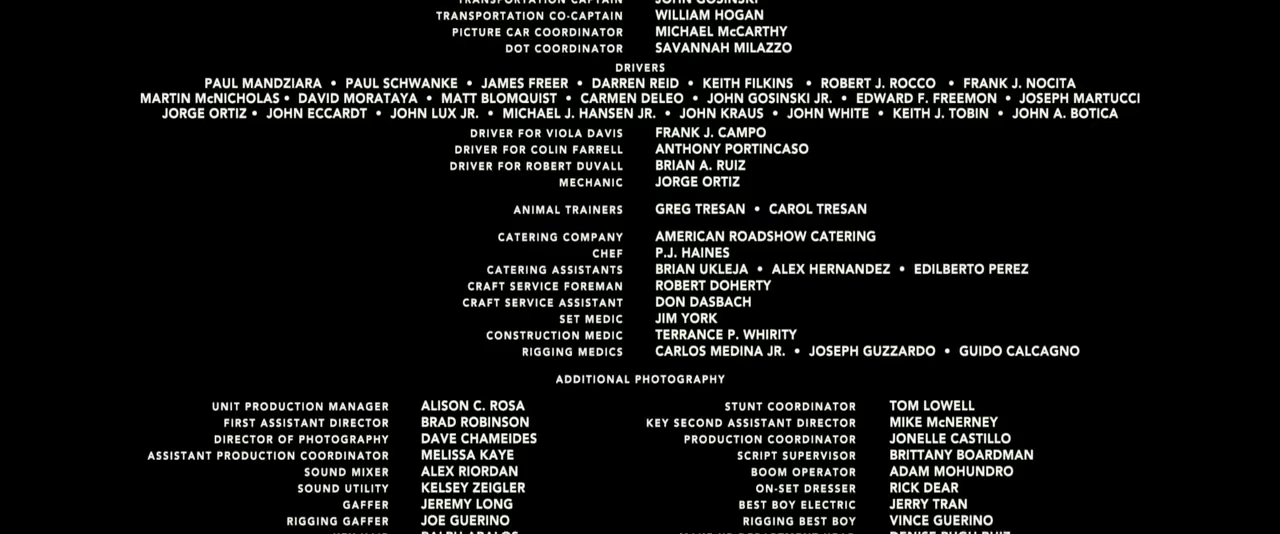 TRANSPORTATION CAPTAIN JOHN GOSINSKI
TRANSPORTATION CO-CAPTAIN WILLIAM HOGAN
PICTURE CAR COORDINATOR MICHAEL McCARTHY
DOT COORDINATOR SAVANNAH MILAZZO
DRIVERS
PAUL MANDZIARA • PAUL SCHWANKE • JAMES FREER • DARREN REID • KEITH FILKINS • ROBERT J. ROCCO • FRANK J. NOCITA
MARTIN McNICHOLAS • DAVID MORATAYA • MATT BLOMQUIST • CARMEN DELEO • JOHN GOSINSKI JR. • EDWARD F. FREEMON • JOSEPH MARTUCCI
JORGE ORTIZ • JOHN ECCARDT • JOHN LUX JR. • MICHAEL J. HANSEN JR. • JOHN KRAUS • JOHN WHITE • KEITH J. TOBIN • JOHN A. BOTICA
DRIVER FOR VIOLA DAVIS FRANK J. CAMPO
DRIVER FOR COLIN FARRELL ANTHONY PORTINCASO
DRIVER FOR ROBERT DUVALL BRIAN A. RUIZ
MECHANIC JORGE ORTIZ
ANIMAL TRAINERS GREG TRESAN • CAROL TRESAN
CATERING COMPANY AMERICAN ROADSHOW CATERING
CHEF P.J. HAINES
CATERING ASSISTANTS BRIAN UKLEJA • ALEX HERNANDEZ • EDILBERTO PEREZ
CRAFT SERVICE FOREMAN ROBERT DOHERTY
CRAFT SERVICE ASSISTANT DON DASBACH
SET MEDIC JIM YORK
CONSTRUCTION MEDIC TERRANCE P. WHIRITY
RIGGING MEDICS CARLOS MEDINA JR. • JOSEPH GUZZARDO • GUIDO CALCAGNO
ADDITIONAL PHOTOGRAPHY
UNIT PRODUCTION MANAGER ALISON C. ROSA STUNT COORDINATOR TOM LOWELL
FIRST ASSISTANT DIRECTOR BRAD ROBINSON KEY SECOND ASSISTANT DIRECTOR MIKE McNERNEY
DIRECTOR OF PHOTOGRAPHY DAVE CHAMEIDES PRODUCTION COORDINATOR JONELLE CASTILLO
ASSISTANT PRODUCTION COORDINATOR MELISSA KAYE SCRIPT SUPERVISOR BRITTANY BOARDMAN
SOUND MIXER ALEX RIORDAN BOOM OPERATOR ADAM MOHUNDRO
SOUND UTILITY KELSEY ZEIGLER ON-SET DRESSER RICK DEAR
GAFFER JEREMY LONG BEST BOY ELECTRIC JERRY TRAN
RIGGING GAFFER JOE GUERINO RIGGING BEST BOY VINCE GUERINO